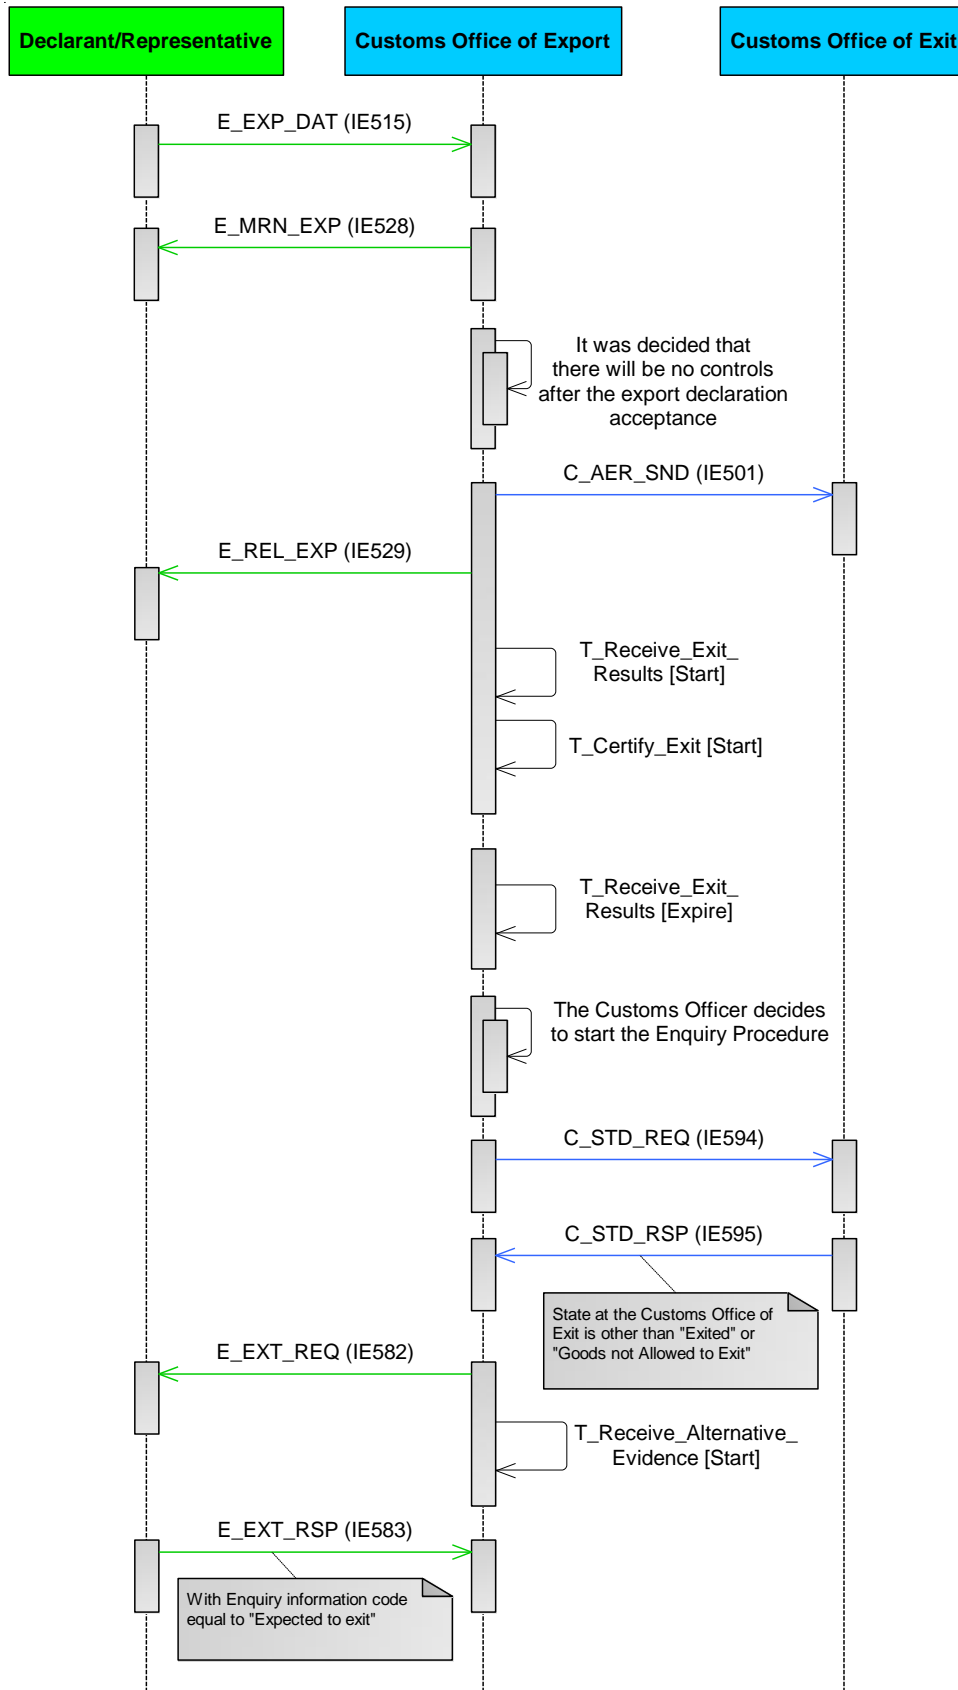 Declarant/Representative
Customs Office of Export
Customs Office of Exit
E_EXP_DAT (IE515)
E_MRN_EXP (IE528)
It was decided that
there will be no controls
after the export declaration
acceptance
C_AER_SND (IE501)
E_REL_EXP (IE529)
T_Receive_Exit_
Results [Start]
T_Certify_Exit [Start]
T_Receive_Exit_
Results [Expire]
The Customs Officer decides
to start the Enquiry Procedure
C_STD_REQ (IE594)
C_STD_RSP (IE595)
State at the Customs Office of
Exit is other than "Exited" or
"Goods not Allowed to Exit"
E_EXT_REQ (IE582)
T_Receive_Alternative_
Evidence [Start]
E_EXT_RSP (IE583)
With Enquiry information code
equal to "Expected to exit"